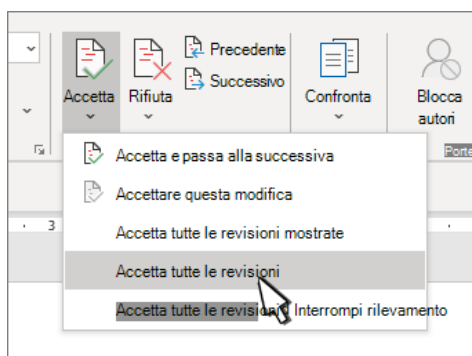 Accetta
Rifiuta
Precedente
Successivo
Confronta
Blocca
autori
Accetta e passa alla successiva
Accettare questa modifica
Accetta tutte le revisioni mostrate
Accetta tutte le revisioni
Accetta tutte le revisioni Interrompi rilevamento
3